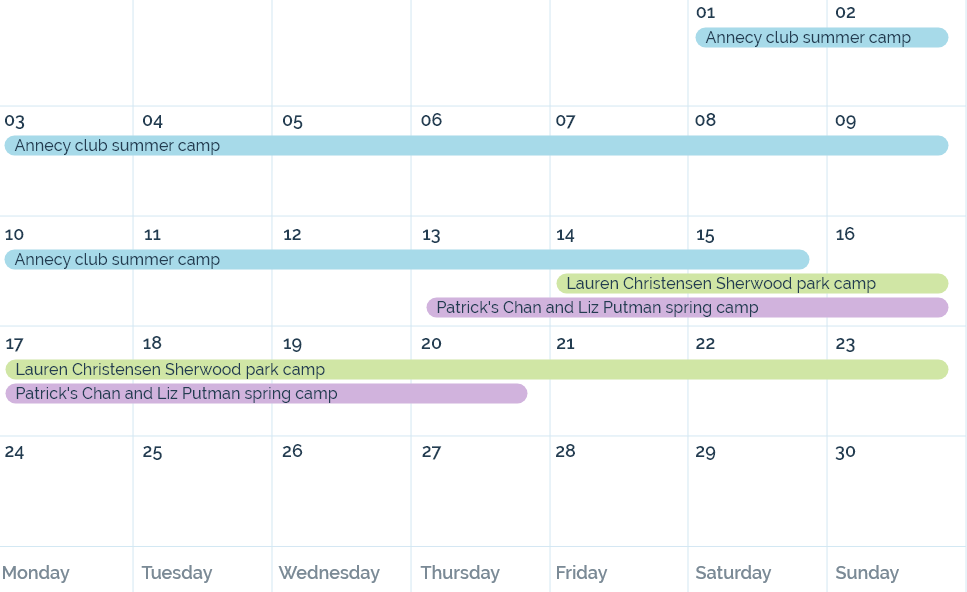 01 02
Annecy club summer camp
03 04 05 06 07 08 09
Annecy club summer camp
10 11 12 13 14 15 16
Annecy club summer camp
Lauren Christensen Sherwood park camp
Patrick's Chan and Liz Putman spring camp
17 18 19 20 21 22 23
Lauren Christensen Sherwood park camp
Patrick's Chan and Liz Putman spring camp
24 25 26 27 28 29 30
Monday Tuesday Wednesday Thursday Friday Saturday Sunday